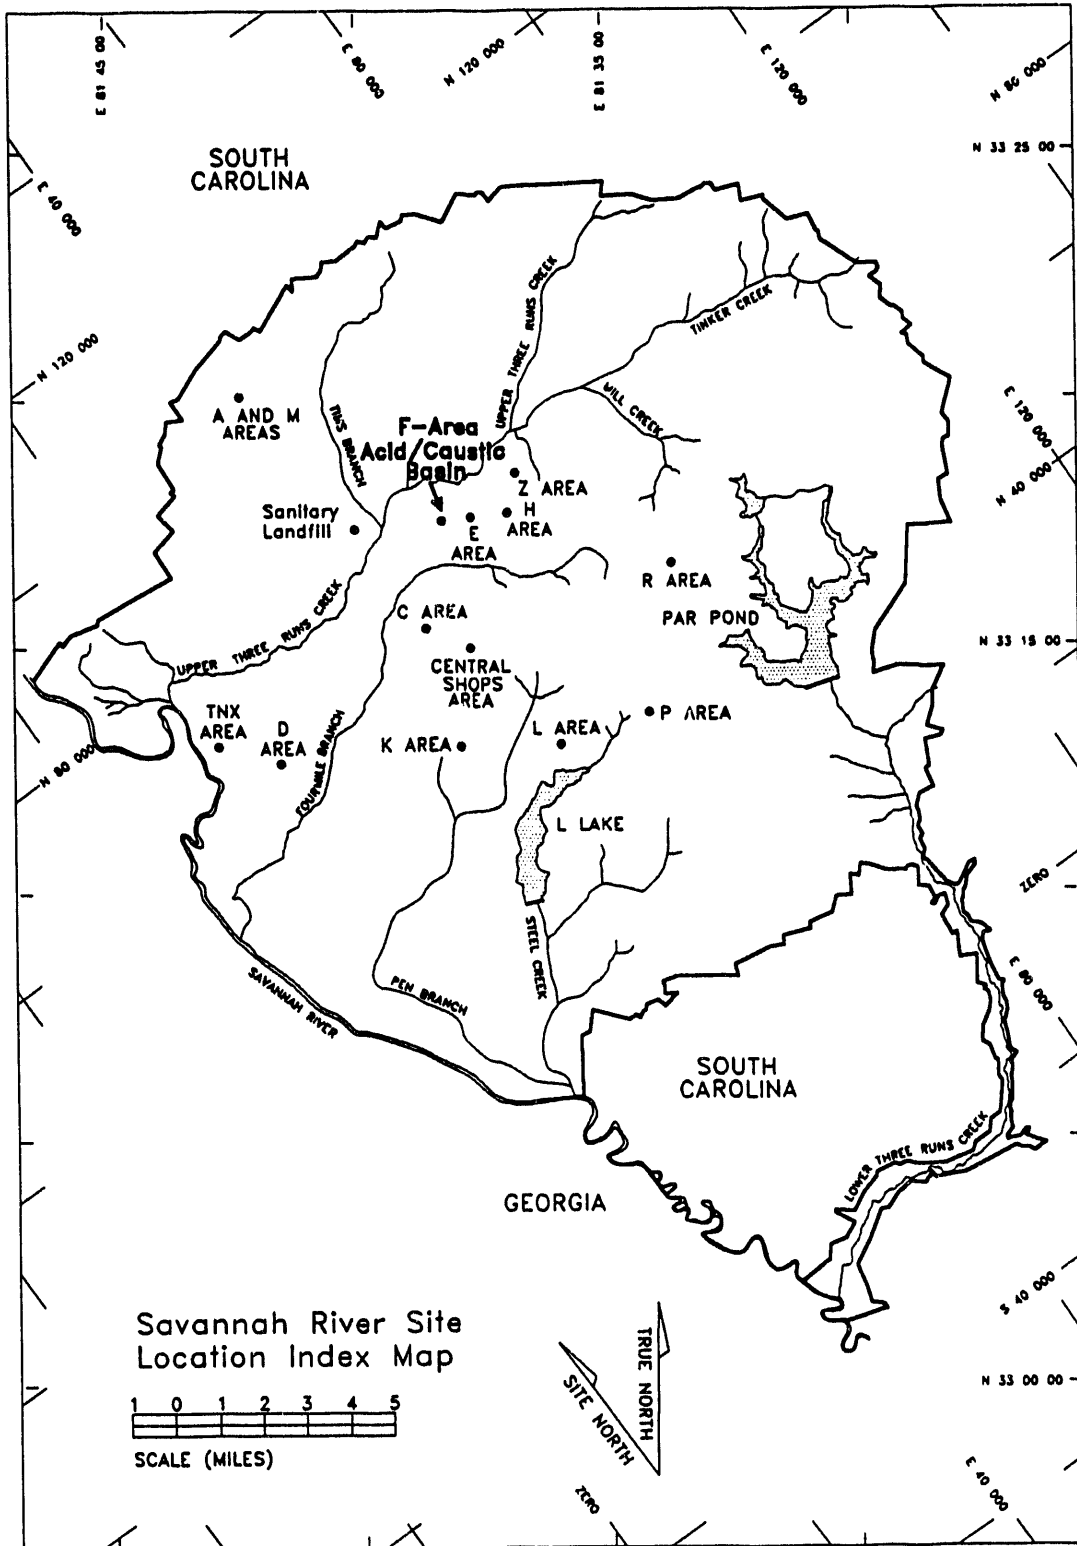 E 81 45 00
E 80 000
N 120 000
E 81 35 00
E 120 000
N 80 000
N 33 25 00
SOUTH
CAROLINA
E 40 000
UPPER THREE RUNS CREEK
TINKER CREEK
N 120 000
A AND M
AREAS
TIMS BRANCH
MILL CREEK
E 120 000
F-Area
Acid/Caustic
Basin
Z AREA
N 40 000
Sanitary
Landfill
H
AREA
E
AREA
R AREA
C AREA
PAR POND
N 33 15 00
UPPER THREE RUNS CREEK
CENTRAL
SHOPS
AREA
TNX
AREA
D
AREA
FOURMILE BRANCH
K AREA
L AREA
P AREA
N 80 000
L LAKE
ZERO
STEEL CREEK
E 80 000
SAVANNAH RIVER
PEN BRANCH
SOUTH
CAROLINA
LOWER THREE RUNS CREEK
GEORGIA
S 40 000
Savannah River Site
Location Index Map
TRUE NORTH
SITE NORTH
N 33 00 00
1 0 1 2 3 4 5
SCALE (MILES)
ZERO
E 40 000